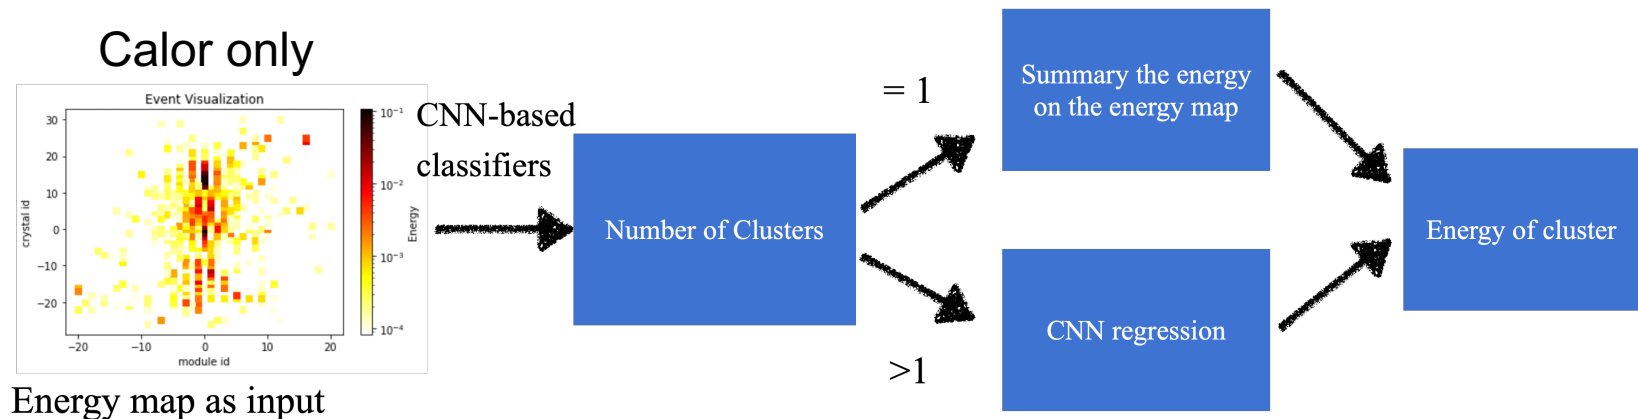 Calor only
Event Visualization
30
20
10
0
−10
−20
crystal id
−20
−10
0
10
20
module id
10⁻¹
10⁻²
10⁻³
10⁻⁴
Energy
Energy map as input
CNN-based
classifiers
Number of Clusters
= 1
>1
Summary the energy
on the energy map
CNN regression
Energy of cluster